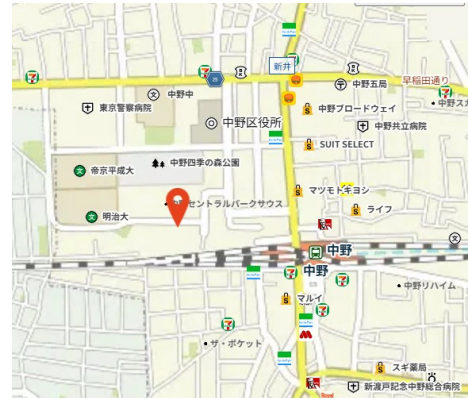 新井
早稲田通り
25
中野中
中野五局
東京警察病院
中野ブロードウェイ
中野区役所
中野共立病院
SUIT SELECT
中野四季の森公園
帝京平成大
マツモトキヨシ
セントラルパークサウス
ライフ
明治大
中野
中野
中野リハイム
マルイ
ザ・ポケット
スギ薬局
新渡戸記念中野総合病院